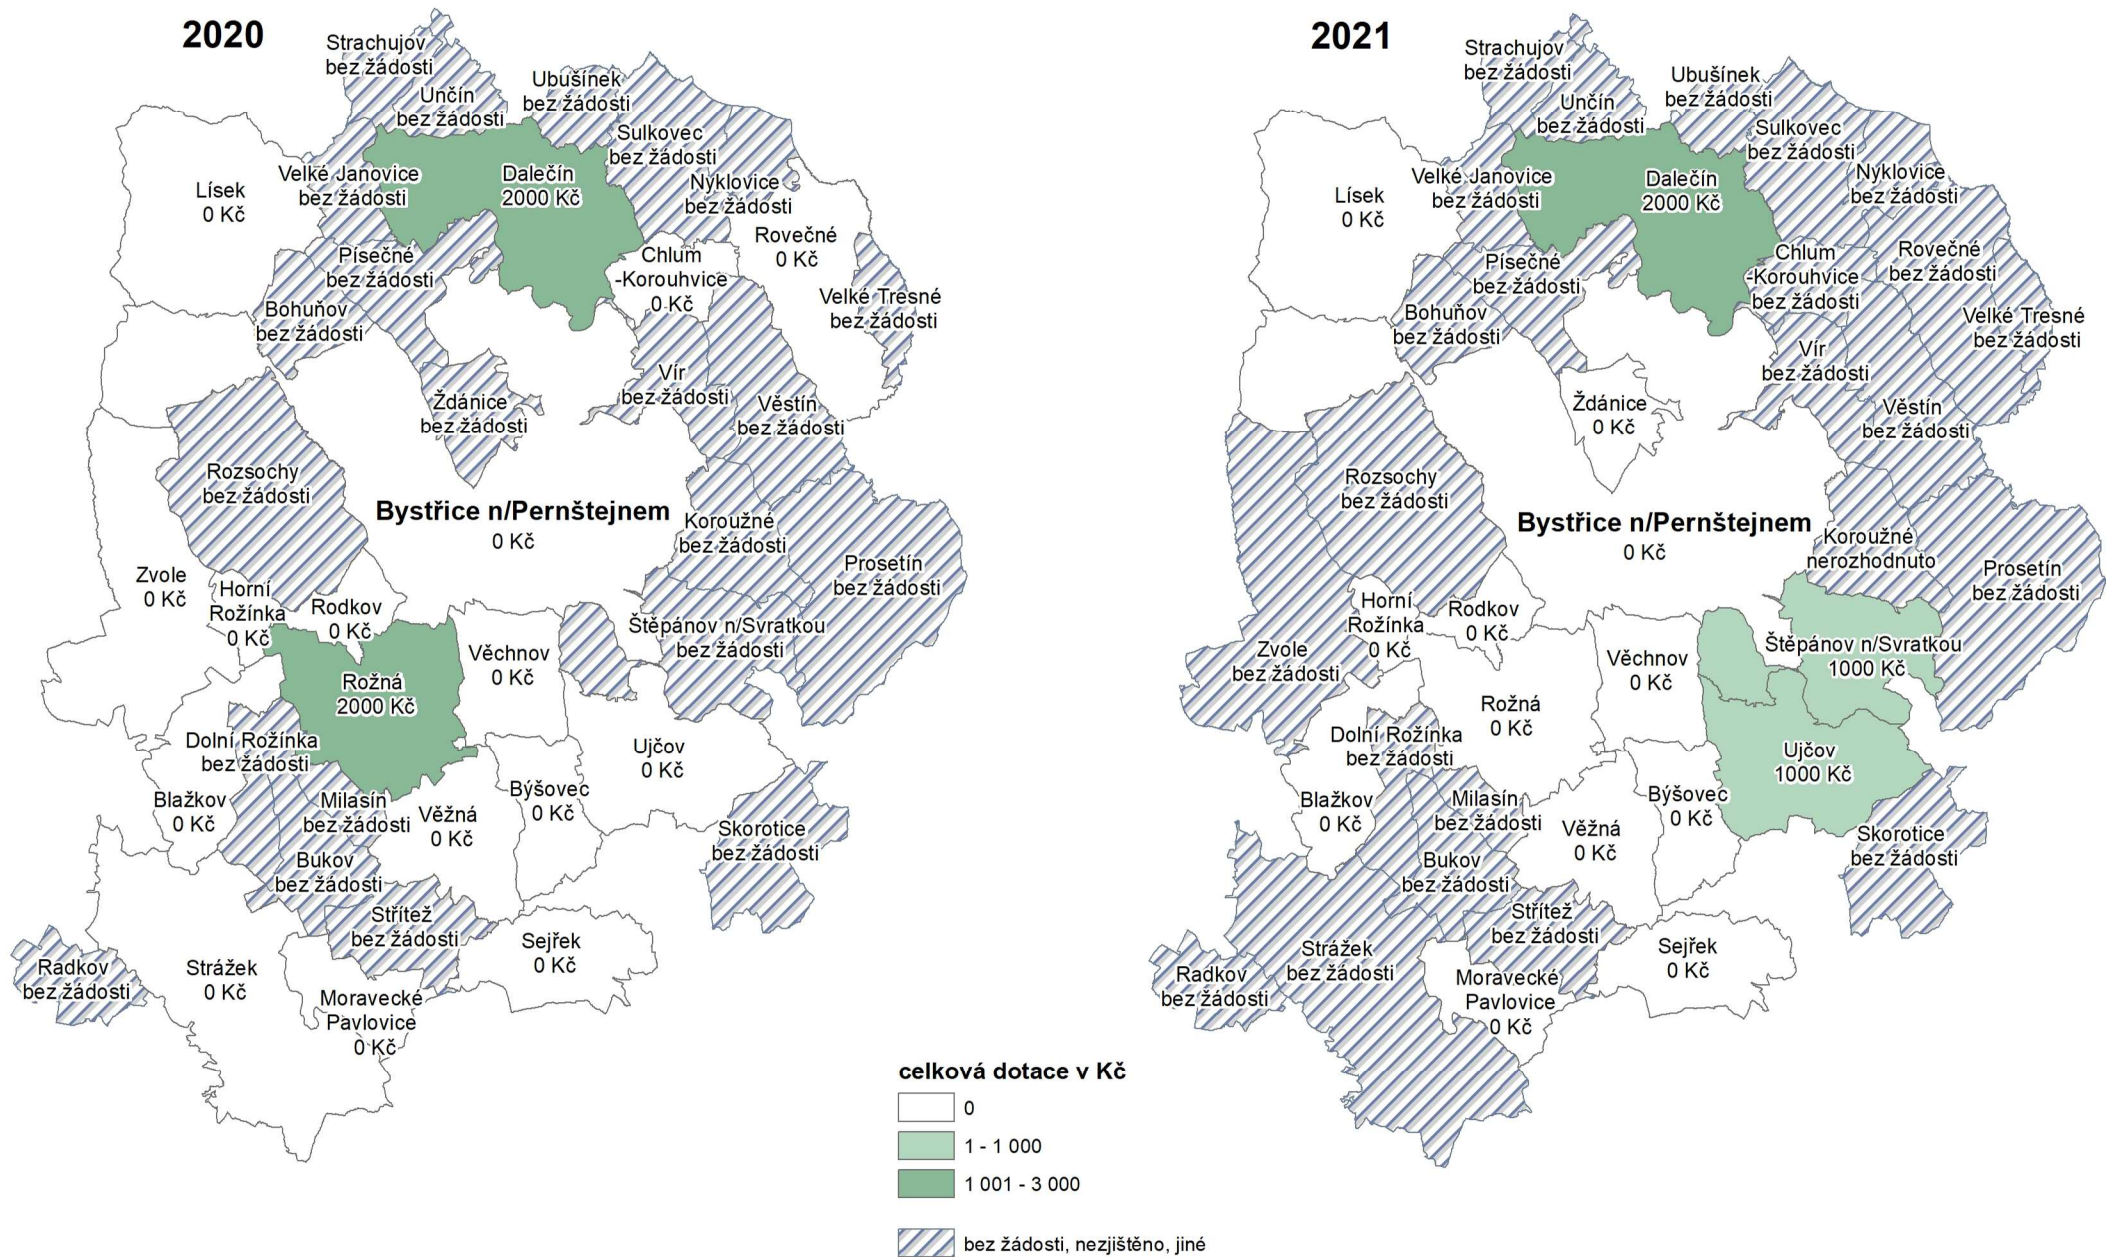 2020
Strachujov
bez žádosti
Unčín
bez žádosti
Ubušínek
bez žádosti
Sulkovec
bez žádosti
Nyklovice
bez žádosti
Lísek
0 Kč
Velké Janovice
bez žádosti
Dalečín
2000 Kč
Rovečné
0 Kč
Písečné
bez žádosti
Chlum
-Korouhvice
0 Kč
Velké Tresné
bez žádosti
Bohuňov
bez žádosti
Vír
bez žádosti
Ždánice
bez žádosti
Věstín
bez žádosti
Rozsochy
bez žádosti
Bystřice n/Pernštejnem
0 Kč
Koroužné
bez žádosti
Prosetín
bez žádosti
Zvole
0 Kč
Horní
Rožínka
0 Kč
Rodkov
0 Kč
Štěpánov n/Svratkou
bez žádosti
Věchnov
0 Kč
Rožná
2000 Kč
Dolní Rožínka
bez žádosti
Ujčov
0 Kč
Blažkov
0 Kč
Milasín
bez žádosti
Věžná
0 Kč
Býšovec
0 Kč
Skorotice
bez žádosti
Bukov
bez žádosti
Střítež
bez žádosti
Sejřek
0 Kč
Radkov
bez žádosti
Strážek
0 Kč
Moravecké
Pavlovice
0 Kč
2021
Strachujov
bez žádosti
Unčín
bez žádosti
Ubušínek
bez žádosti
Sulkovec
bez žádosti
Nyklovice
bez žádosti
Lísek
0 Kč
Velké Janovice
bez žádosti
Dalečín
2000 Kč
Rovečné
bez žádosti
Písečné
bez žádosti
Chlum
-Korouhvice
bez žádosti
Velké Tresné
bez žádosti
Bohuňov
bez žádosti
Vír
bez žádosti
Ždánice
0 Kč
Věstín
bez žádosti
Rozsochy
bez žádosti
Bystřice n/Pernštejnem
0 Kč
Koroužné
nerozhodnuto
Prosetín
bez žádosti
Zvole
bez žádosti
Horní
Rožínka
0 Kč
Rodkov
0 Kč
Štěpánov n/Svratkou
1000 Kč
Věchnov
0 Kč
Rožná
0 Kč
Dolní Rožínka
bez žádosti
Ujčov
1000 Kč
Blažkov
0 Kč
Milasín
bez žádosti
Věžná
0 Kč
Býšovec
0 Kč
Skorotice
bez žádosti
Bukov
bez žádosti
Střítež
bez žádosti
Sejřek
0 Kč
Radkov
bez žádosti
Strážek
bez žádosti
Moravecké
Pavlovice
0 Kč
celková dotace v Kč
0
1 - 1 000
1 001 - 3 000
bez žádosti, nezjištěno, jiné